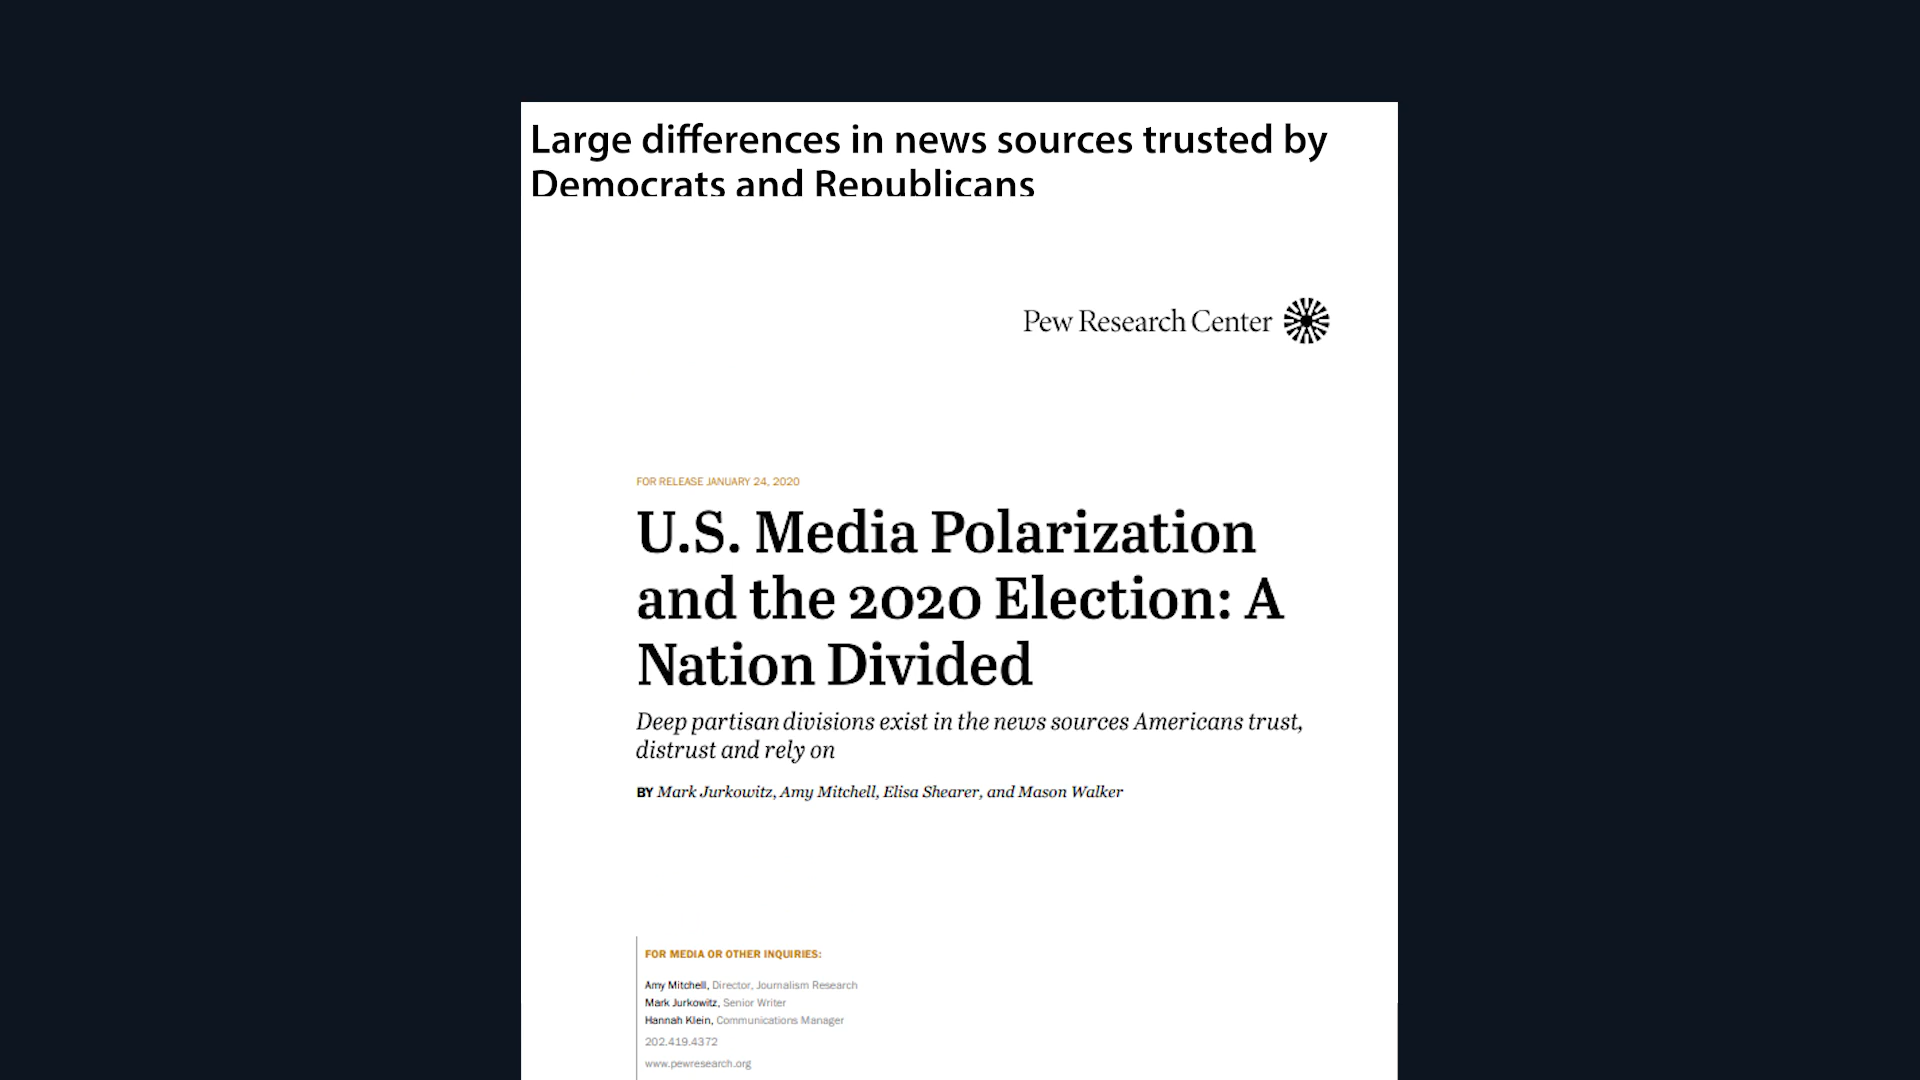 Large differences in news sources trusted by
Democrats and Republicans
Pew Research Center
FOR RELEASE JANUARY 24, 2020
U.S. Media Polarization
and the 2020 Election: A
Nation Divided
Deep partisan divisions exist in the news sources Americans trust,
distrust and rely on
BY Mark Jurkowitz, Amy Mitchell, Elisa Shearer, and Mason Walker
FOR MEDIA OR OTHER INQUIRIES:
Amy Mitchell, Director, Journalism Research
Mark Jurkowitz, Senior Writer
Hannah Klein, Communications Manager
202.419.4372
www.pewresearch.org